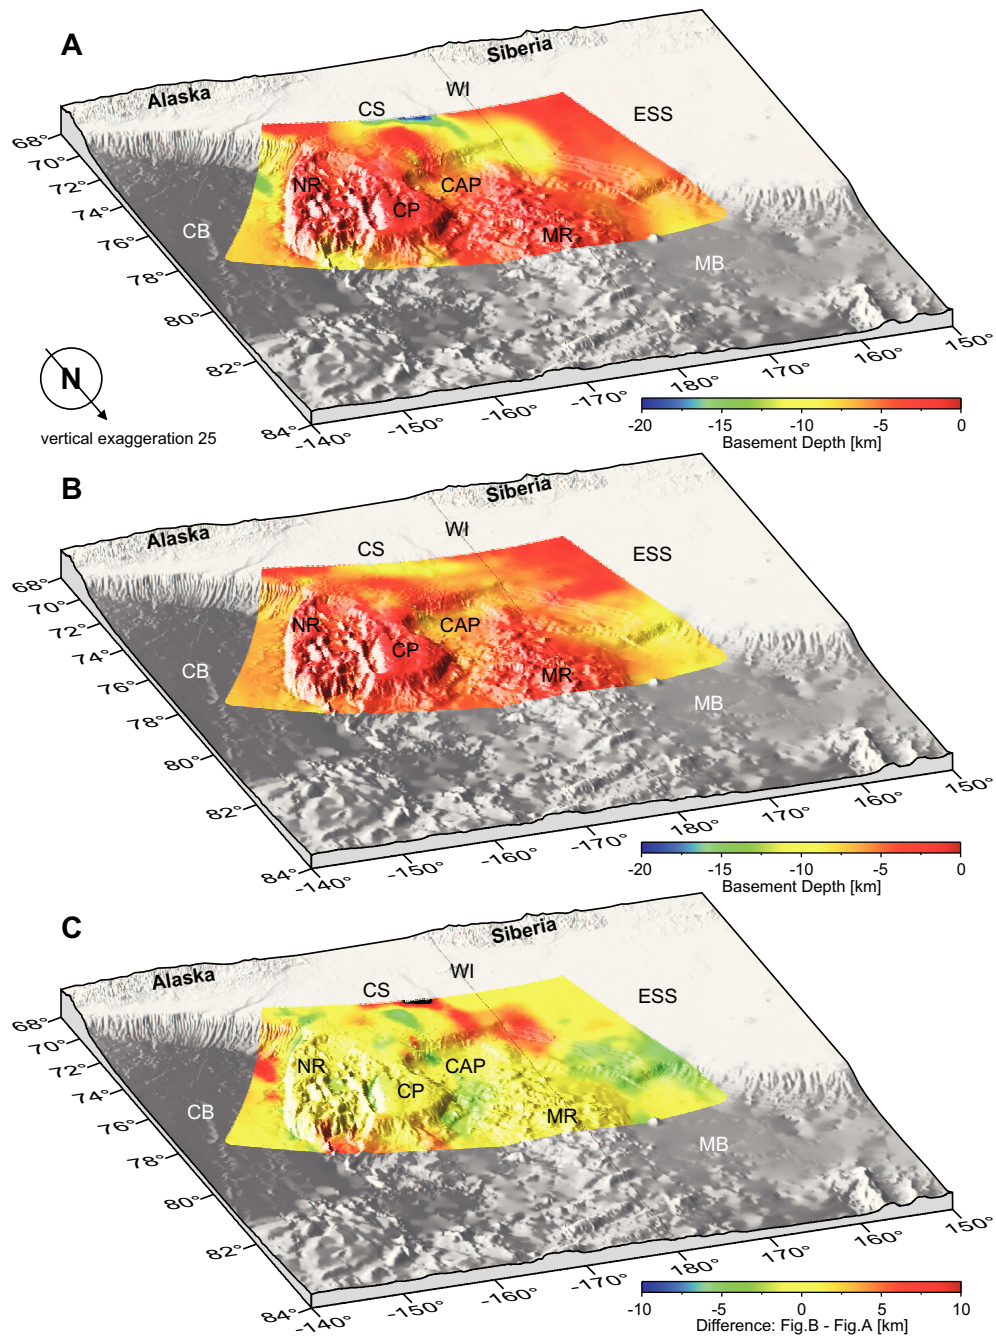 A
Siberia
Alaska
WI
CS
ESS
68°
70°
72°
74°
76°
78°
80°
82°
84°
NR
CAP
CP
CB
MR
MB
N
vertical exaggeration 25
-140°
-150°
-160°
-170°
180°
170°
160°
150°
-20 -15 -10 -5 0
Basement Depth [km]
B
Siberia
Alaska
WI
CS
ESS
68°
70°
72°
74°
76°
78°
80°
82°
84°
NR
CAP
CP
CB
MR
MB
-140°
-150°
-160°
-170°
180°
170°
160°
150°
-20 -15 -10 -5 0
Basement Depth [km]
C
Siberia
Alaska
WI
CS
ESS
68°
70°
72°
74°
76°
78°
80°
82°
84°
NR
CAP
CP
CB
MR
MB
-140°
-150°
-160°
-170°
180°
170°
160°
150°
-10 -5 0 5 10
Difference: Fig.B - Fig.A [km]